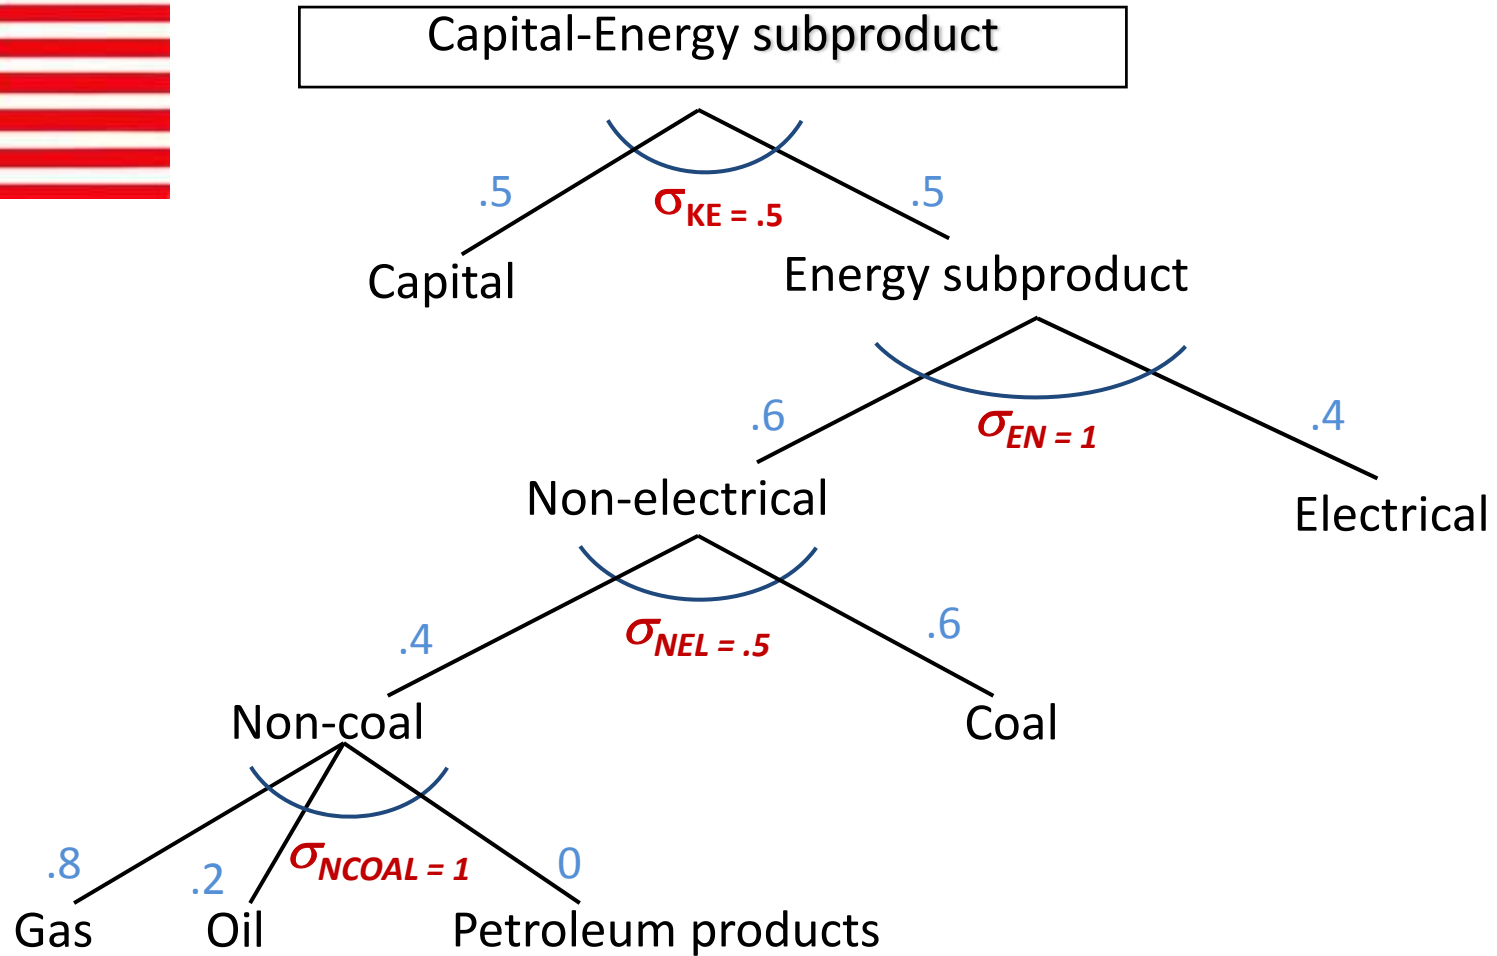 Capital-Energy subproduct
.5
σKE = .5
.5
Capital
Energy subproduct
.6
σEN = 1
.4
Non-electrical
Electrical
.4
σNEL = .5
.6
Non-coal
Coal
.8
.2
σNCOAL = 1
0
Gas
Oil
Petroleum products